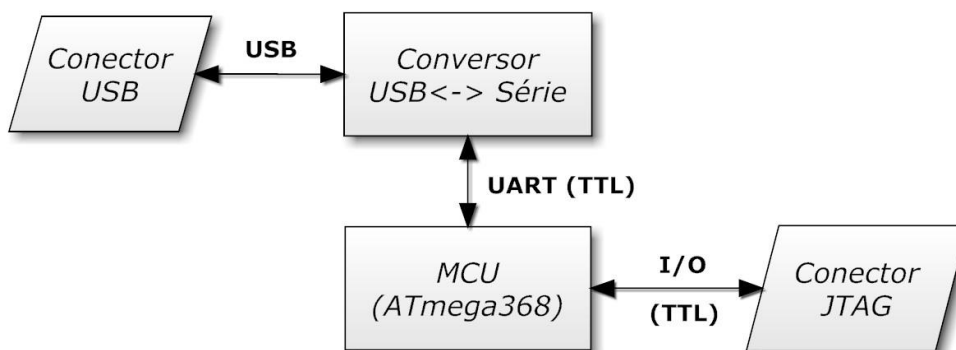 Conector
USB
USB
Conversor
USB<-> Série
UART (TTL)
MCU
(ATmega368)
I/O
(TTL)
Conector
JTAG